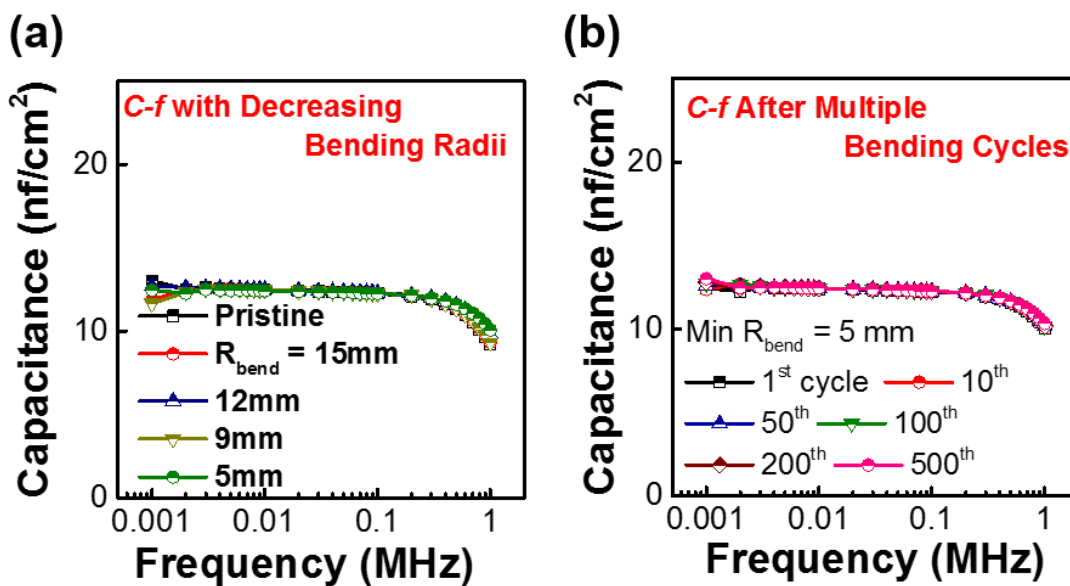 (a)
C-f with Decreasing
Bending Radii
Capacitance (nf/cm²)
20
10
0
Pristine
R_bend = 15mm
12mm
9mm
5mm
0.001 0.01 0.1 1
Frequency (MHz)
(b)
C-f After Multiple
Bending Cycles
Capacitance (nf/cm²)
20
10
0
Min R_bend = 5 mm
1st cycle 10th
50th 100th
200th 500th
0.001 0.01 0.1 1
Frequency (MHz)